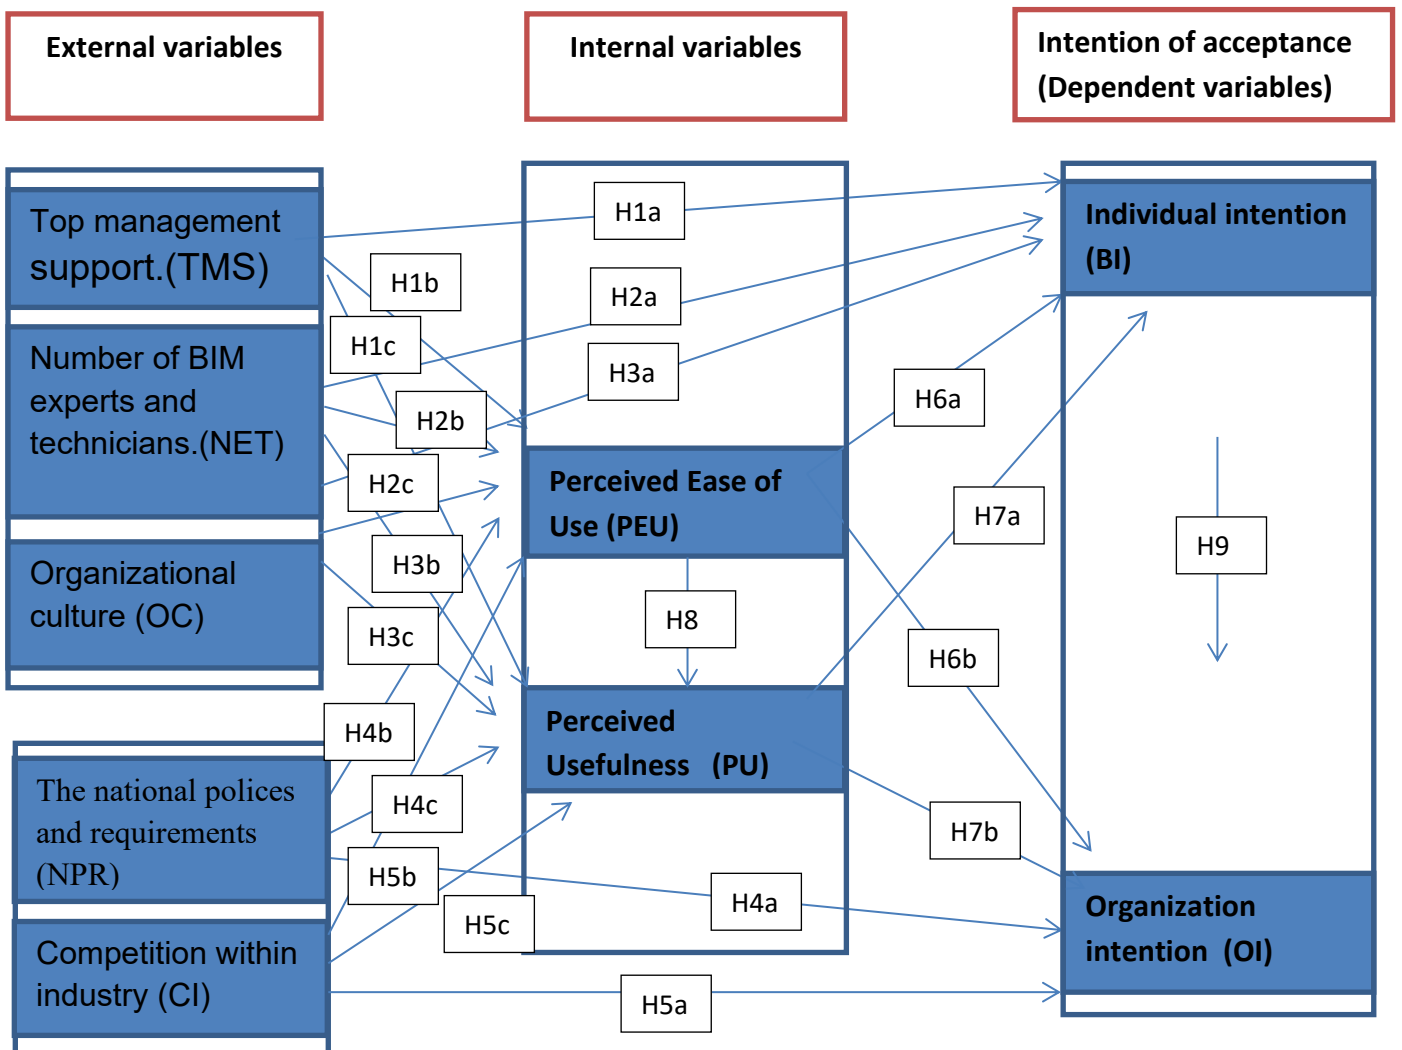 External variables
Internal variables
Intention of acceptance
(Dependent variables)
Top management
support.(TMS)
Number of BIM
experts and
technicians.(NET)
Organizational
culture (OC)
The national polices
and requirements
(NPR)
Competition within
industry (CI)
H1a
H1b
H2a
H1c
H3a
H2b
H2c
H3b
H3c
H4b
H4c
H5b
H5c
H4a
H5a
Perceived Ease of
Use (PEU)
H8
Perceived
Usefulness (PU)
H6a
H7a
H6b
H7b
Individual intention
(BI)
H9
Organization
intention (OI)